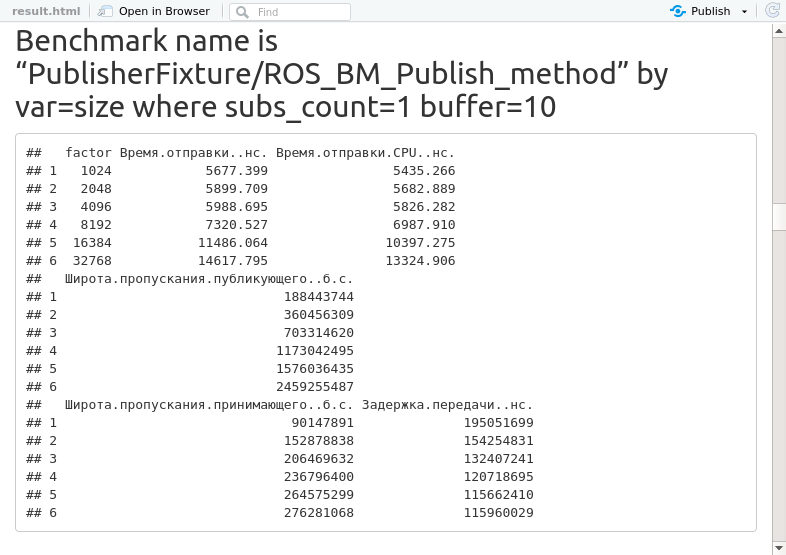 result.html Open in Browser Find Publish
Benchmark name is
“PublisherFixture/ROS_BM_Publish_method” by
var=size where subs_count=1 buffer=10
##   factor Время.отправки..нс. Время.отправки.CPU..нс.
## 1   1024            5677.399                5435.266
## 2   2048            5899.709                5682.889
## 3   4096            5988.695                5826.282
## 4   8192            7320.527                6987.910
## 5  16384           11486.064               10397.275
## 6  32768           14617.795               13324.906
##   Широта.пропускания.публикующего..б.с.
## 1                             188443744
## 2                             360456309
## 3                             703314620
## 4                            1173042495
## 5                            1576036435
## 6                            2459255487
##   Широта.пропускания.принимающего..б.с. Задержка.передачи..нс.
## 1                              90147891              195051699
## 2                             152878838              154254831
## 3                             206469632              132407241
## 4                             236796400              120718695
## 5                             264575299              115662410
## 6                             276281068              115960029